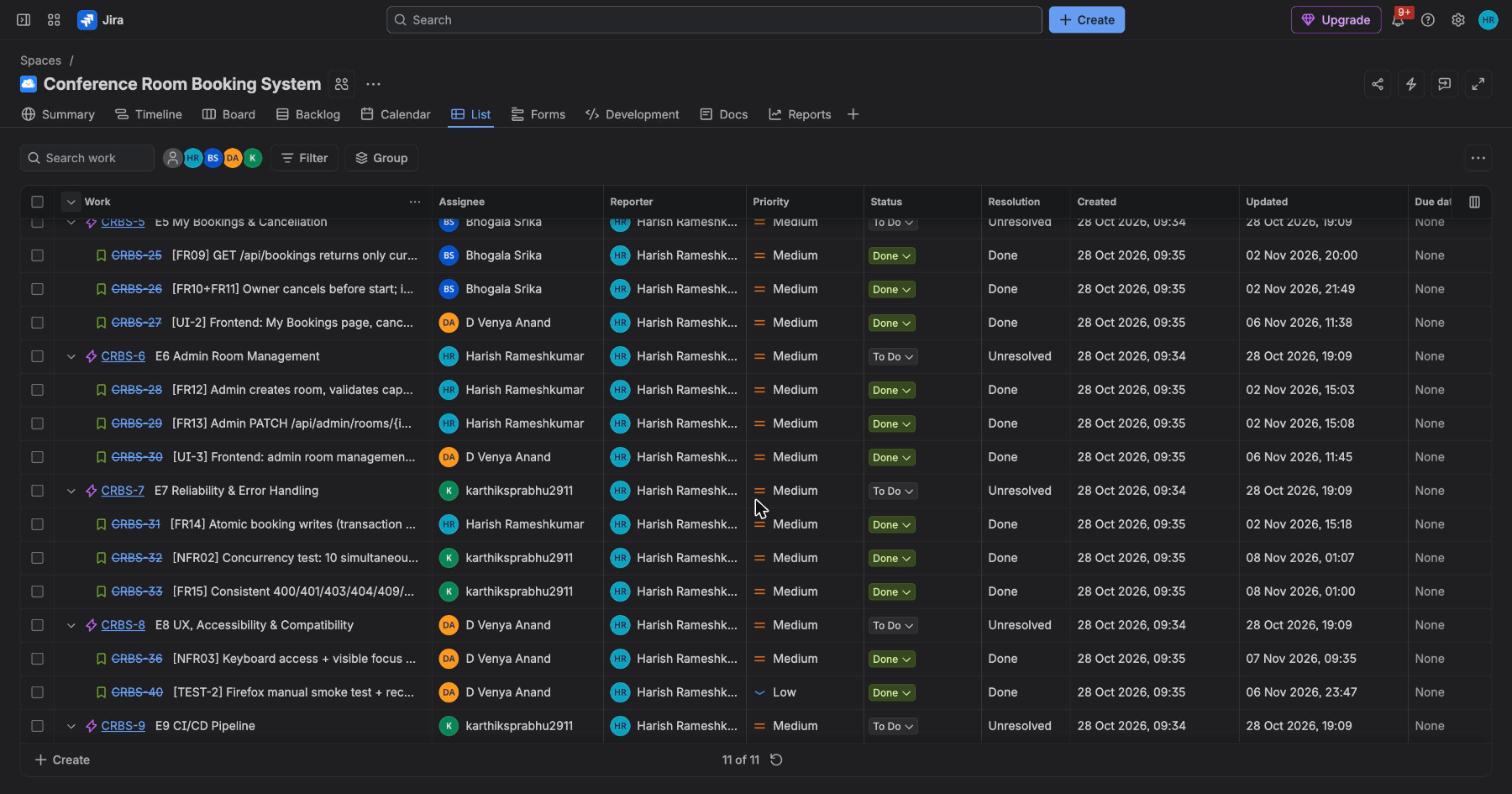 Jira
Search
+ Create
Upgrade
9+
HR
Spaces /
Conference Room Booking System
Summary Timeline Board Backlog Calendar List Forms Development Docs Reports
Search work HR BS DA K Filter Group
Work Assignee Reporter Priority Status Resolution Created Updated Due dat
CRBS-5 E5 My Bookings & Cancellation BS Bhogala Srika HR Harish Rameshk... Medium To Do Unresolved 28 Oct 2026, 09:34 28 Oct 2026, 19:09 None
CRBS-25 [FR09] GET /api/bookings returns only cur... BS Bhogala Srika HR Harish Rameshk... Medium Done Done 28 Oct 2026, 09:35 02 Nov 2026, 20:00 None
CRBS-26 [FR10+FR11] Owner cancels before start; i... BS Bhogala Srika HR Harish Rameshk... Medium Done Done 28 Oct 2026, 09:35 02 Nov 2026, 21:49 None
CRBS-27 [UI-2] Frontend: My Bookings page, canc... DA D Venya Anand HR Harish Rameshk... Medium Done Done 28 Oct 2026, 09:35 06 Nov 2026, 11:38 None
CRBS-6 E6 Admin Room Management HR Harish Rameshkumar HR Harish Rameshk... Medium To Do Unresolved 28 Oct 2026, 09:34 28 Oct 2026, 19:09 None
CRBS-28 [FR12] Admin creates room, validates cap... HR Harish Rameshkumar HR Harish Rameshk... Medium Done Done 28 Oct 2026, 09:35 02 Nov 2026, 15:03 None
CRBS-29 [FR13] Admin PATCH /api/admin/rooms/{i... HR Harish Rameshkumar HR Harish Rameshk... Medium Done Done 28 Oct 2026, 09:35 02 Nov 2026, 15:08 None
CRBS-30 [UI-3] Frontend: admin room managemen... DA D Venya Anand HR Harish Rameshk... Medium Done Done 28 Oct 2026, 09:35 06 Nov 2026, 11:45 None
CRBS-7 E7 Reliability & Error Handling K karthiksprabhu2911 HR Harish Rameshk... Medium To Do Unresolved 28 Oct 2026, 09:34 28 Oct 2026, 19:09 None
CRBS-31 [FR14] Atomic booking writes (transaction ... HR Harish Rameshkumar HR Harish Rameshk... Medium Done Done 28 Oct 2026, 09:35 02 Nov 2026, 15:18 None
CRBS-32 [NFR02] Concurrency test: 10 simultaneou... K karthiksprabhu2911 HR Harish Rameshk... Medium Done Done 28 Oct 2026, 09:35 08 Nov 2026, 01:07 None
CRBS-33 [FR15] Consistent 400/401/403/404/409/... K karthiksprabhu2911 HR Harish Rameshk... Medium Done Done 28 Oct 2026, 09:35 08 Nov 2026, 01:00 None
CRBS-8 E8 UX, Accessibility & Compatibility DA D Venya Anand HR Harish Rameshk... Medium To Do Unresolved 28 Oct 2026, 09:34 28 Oct 2026, 19:09 None
CRBS-36 [NFR03] Keyboard access + visible focus ... DA D Venya Anand HR Harish Rameshk... Medium Done Done 28 Oct 2026, 09:35 07 Nov 2026, 09:35 None
CRBS-40 [TEST-2] Firefox manual smoke test + rec... DA D Venya Anand HR Harish Rameshk... Low Done Done 28 Oct 2026, 09:35 06 Nov 2026, 23:47 None
CRBS-9 E9 CI/CD Pipeline K karthiksprabhu2911 HR Harish Rameshk... Medium To Do Unresolved 28 Oct 2026, 09:34 28 Oct 2026, 19:09 None
+ Create 11 of 11